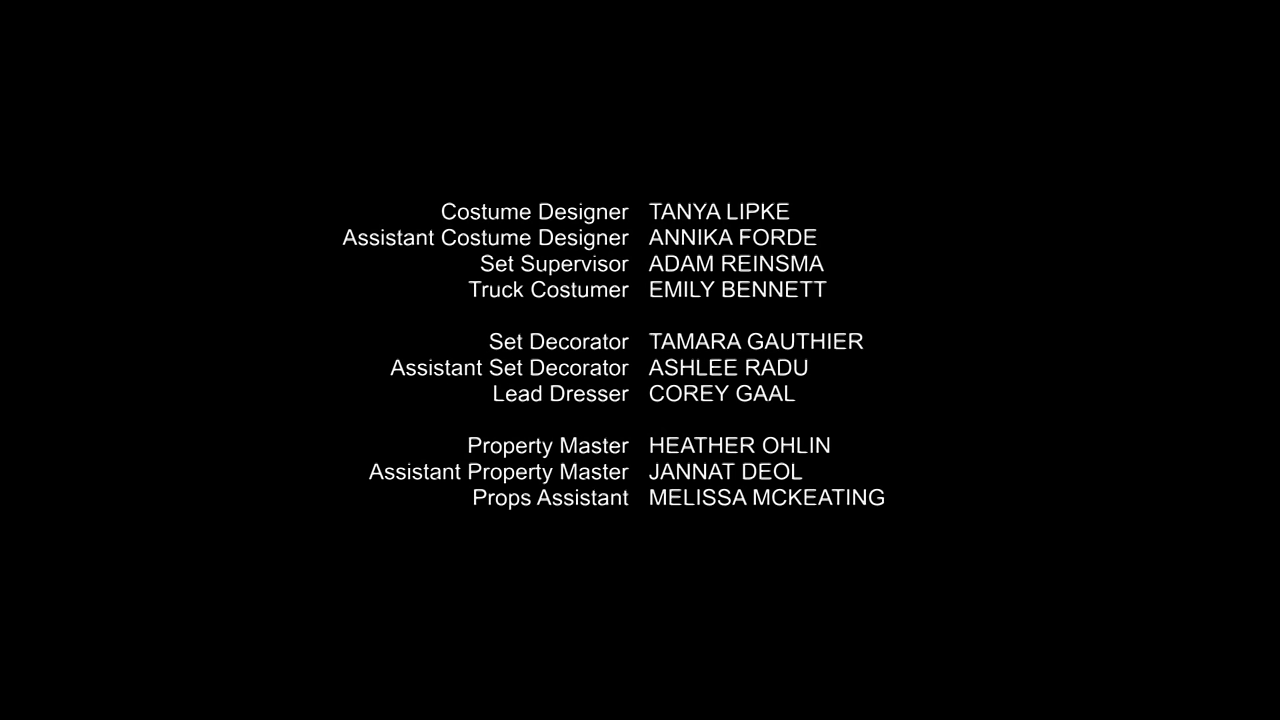 Costume Designer TANYA LIPKE
Assistant Costume Designer ANNIKA FORDE
Set Supervisor ADAM REINSMA
Truck Costumer EMILY BENNETT
Set Decorator TAMARA GAUTHIER
Assistant Set Decorator ASHLEE RADU
Lead Dresser COREY GAAL
Property Master HEATHER OHLIN
Assistant Property Master JANNAT DEOL
Props Assistant MELISSA MCKEATING